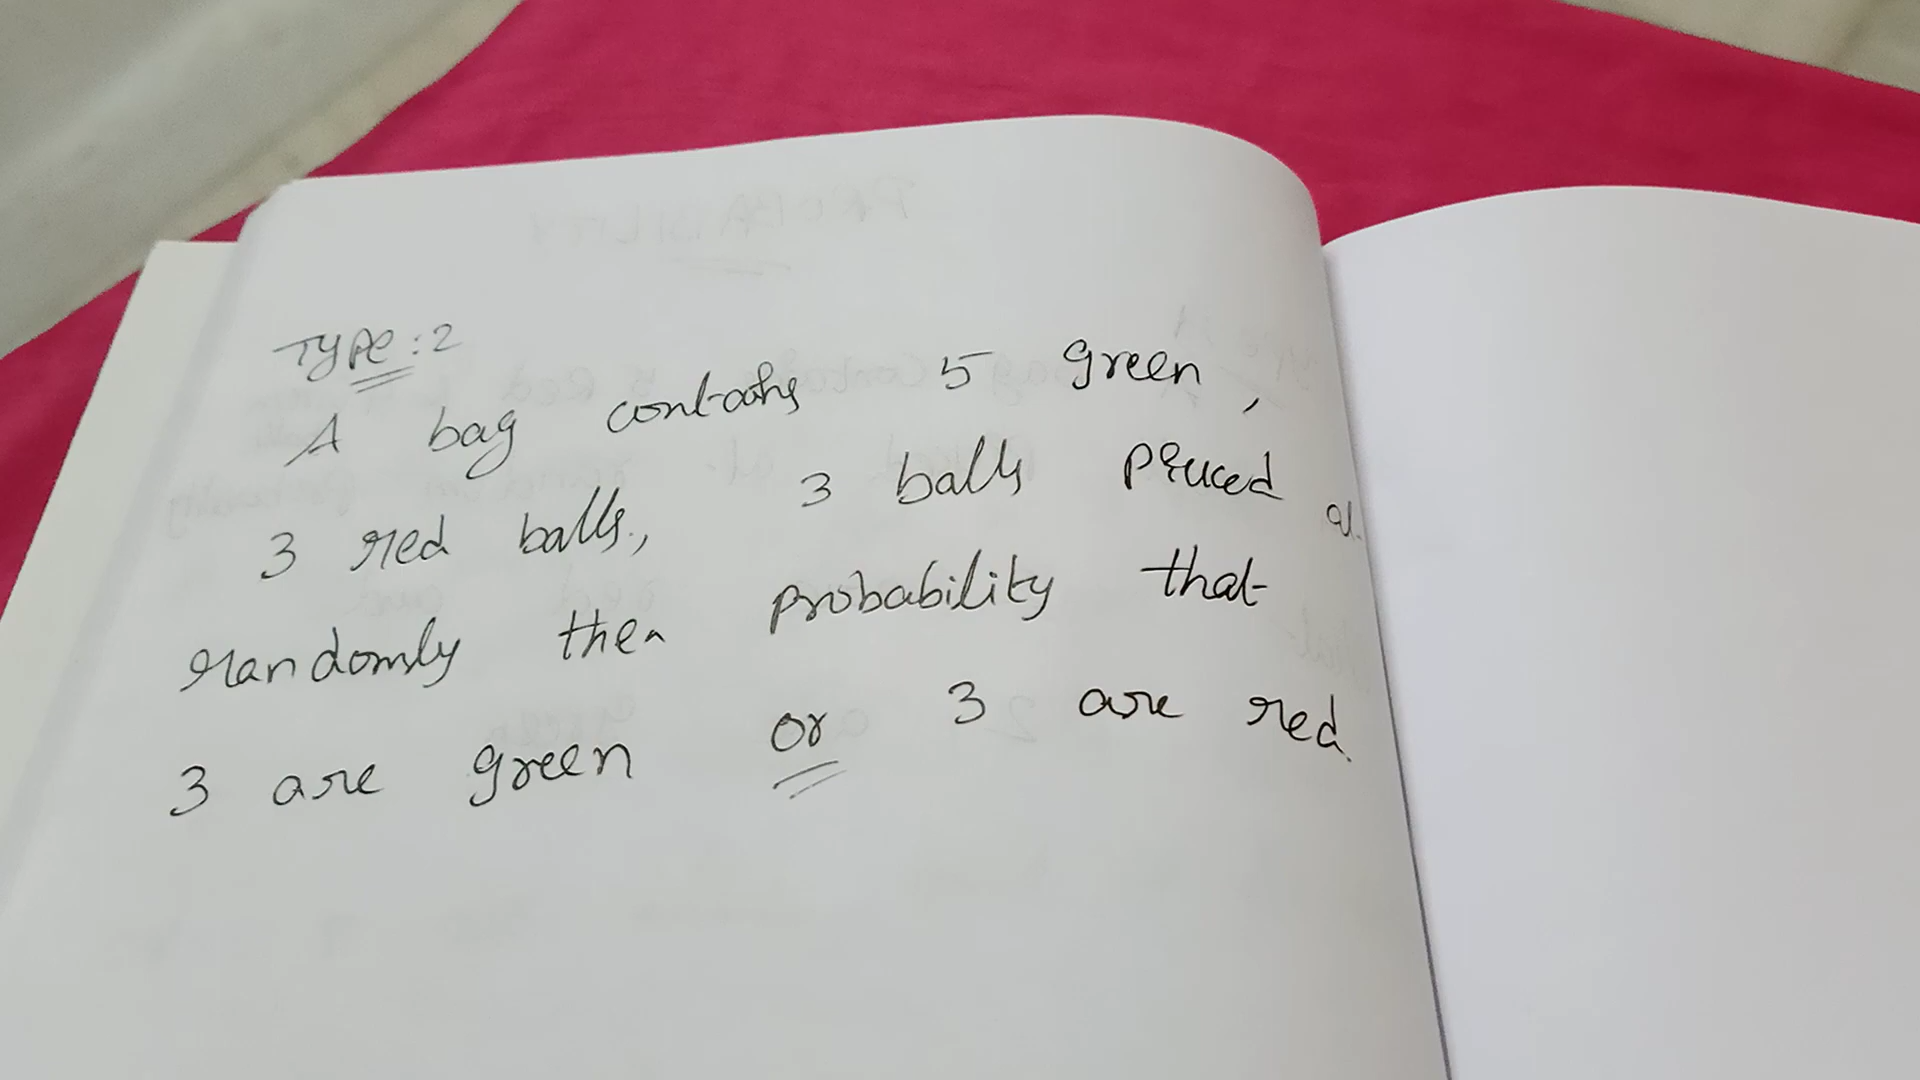 Type : 2
A bag contains 5 green,
3 red balls, 3 balls picked at
randomly then probability that
3 are green or 3 are red